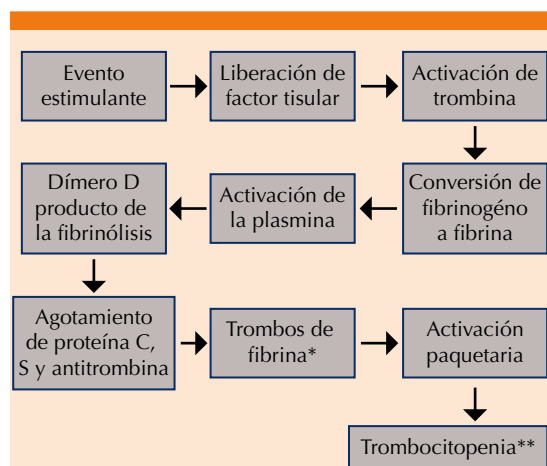 Evento
estimulante
Liberación de
factor tisular
Activación de
trombina
Conversión de
fibrinogéno
a fibrina
Activación de
la plasmina
Dímero D
producto de
la fibrinólisis
Agotamiento
de proteína C,
S y antitrombina
Trombos de
fibrina*
Activación
paquetaria
Trombocitopenia**